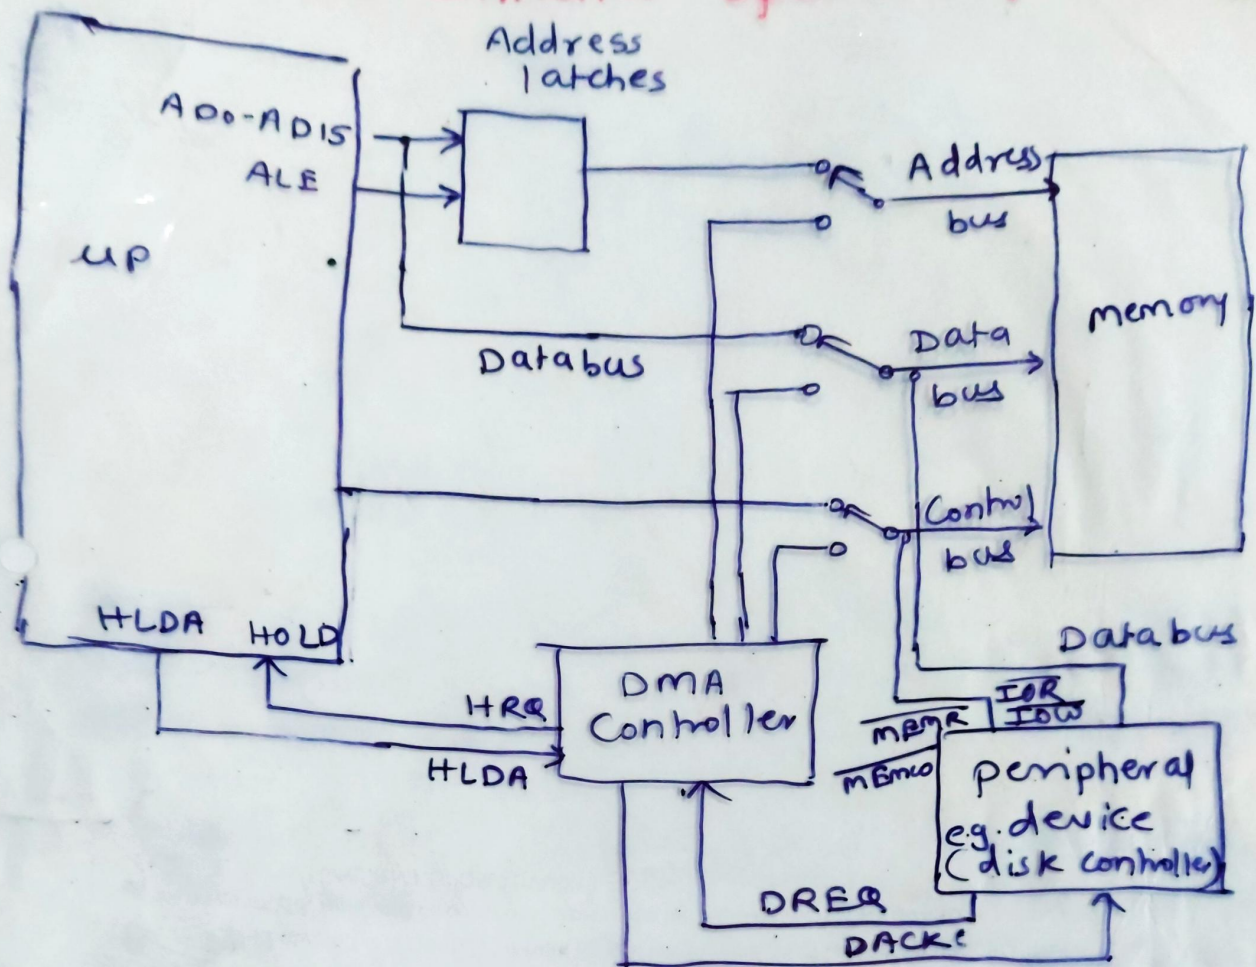 Address
latches
AD0-AD15
ALE
Address
bus
up
memory
Databus
Data
bus
Control
bus
HLDA HOLD
Databus
DMA
Controller
HRQ
HLDA
IOR
IOW
MEMR
MEMW
peripheral
e.g. device
(disk controller)
DREQ
DACK